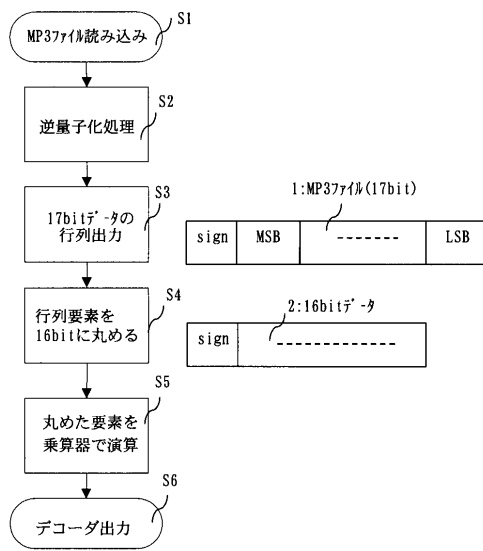 S1
MP3ファイル読み込み
S2
逆量子化処理
S3
17bitデータの
行列出力
1:MP3ファイル(17bit)
sign MSB ------- LSB
S4
行列要素を
16bitに丸める
2:16bitデータ
sign -------------
S5
丸めた要素を
乗算器で演算
S6
デコーダ出力